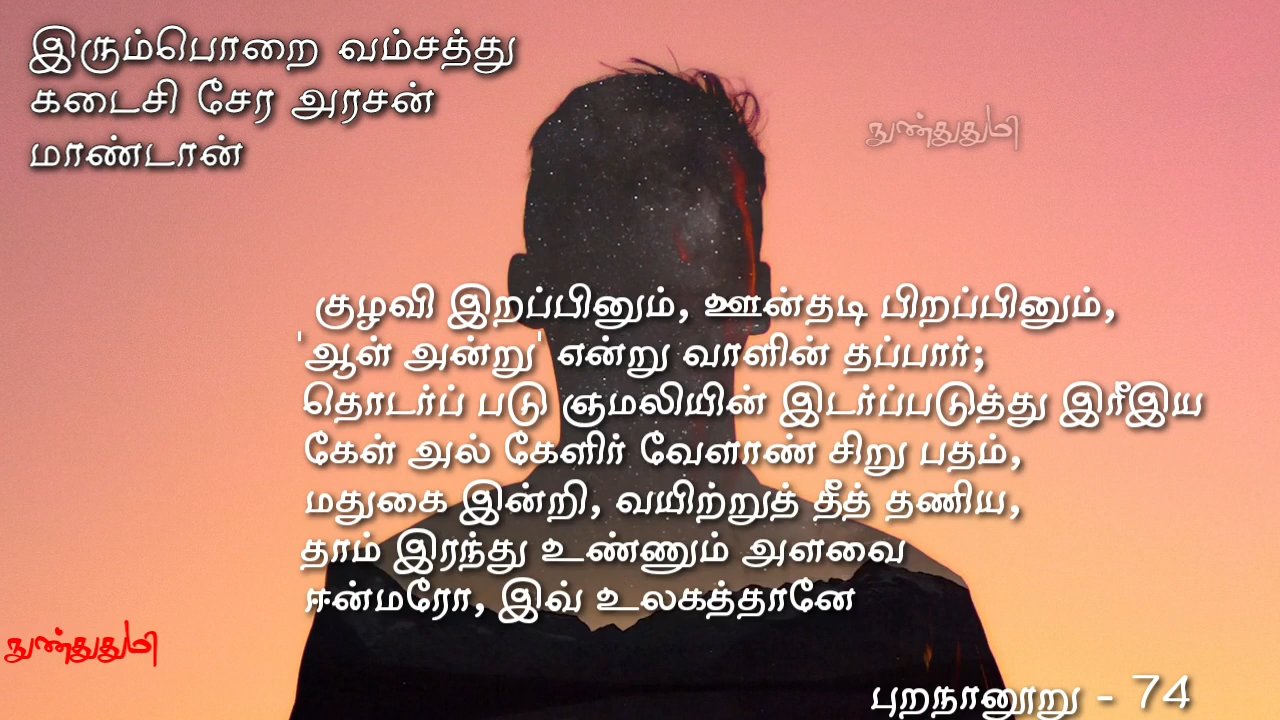 இரும்பொறை வம்சத்து
கடைசி சேர அரசன்
மாண்டான்
நுண்துதுமி
குழவி இறப்பினும், ஊன்தடி பிறப்பினும்,
'ஆள் அன்று' என்று வாளின் தப்பார்;
தொடர்ப் படு ஞமலியின் இடர்ப்படுத்து இரீஇய
கேள் அல் கேளிர் வேளாண் சிறு பதம்,
மதுகை இன்றி, வயிற்றுத் தீத் தணிய,
தாம் இரந்து உண்ணும் அளவை
ஈன்மரோ, இவ் உலகத்தானே
நுண்துதுமி
புறநானூறு - 74